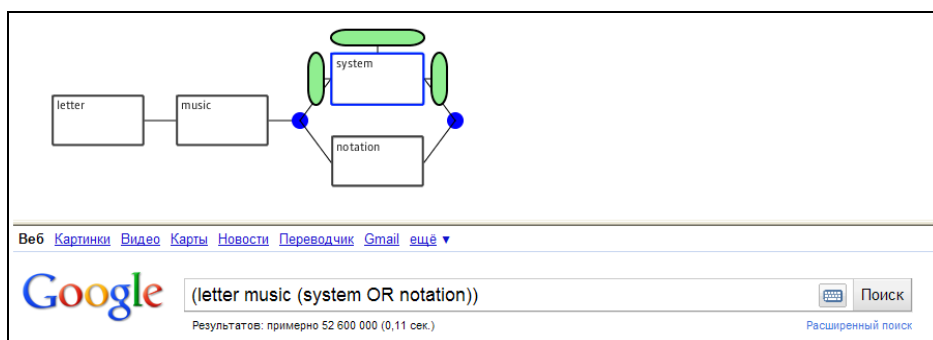 system
letter music
notation
Веб Картинки Видео Карты Новости Переводчик Gmail ещё ▼
Google (letter music (system OR notation)) Поиск
Результатов: примерно 52 600 000 (0,11 сек.) Расширенный поиск